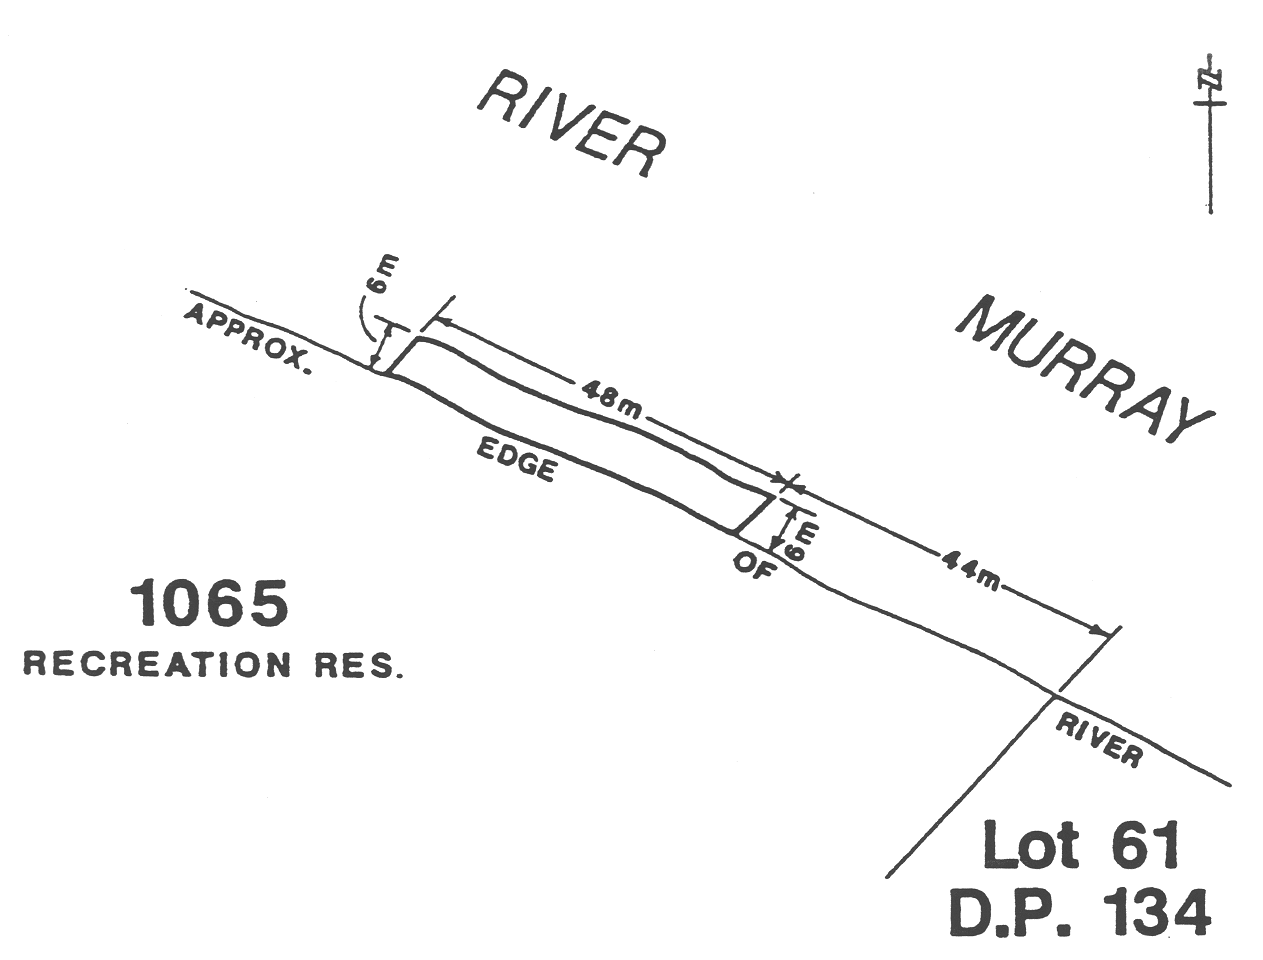 RIVER
N
MURRAY
6m
APPROX.
48m
EDGE
6m
OF
44m
1065
RECREATION RES.
RIVER
Lot 61
D.P. 134